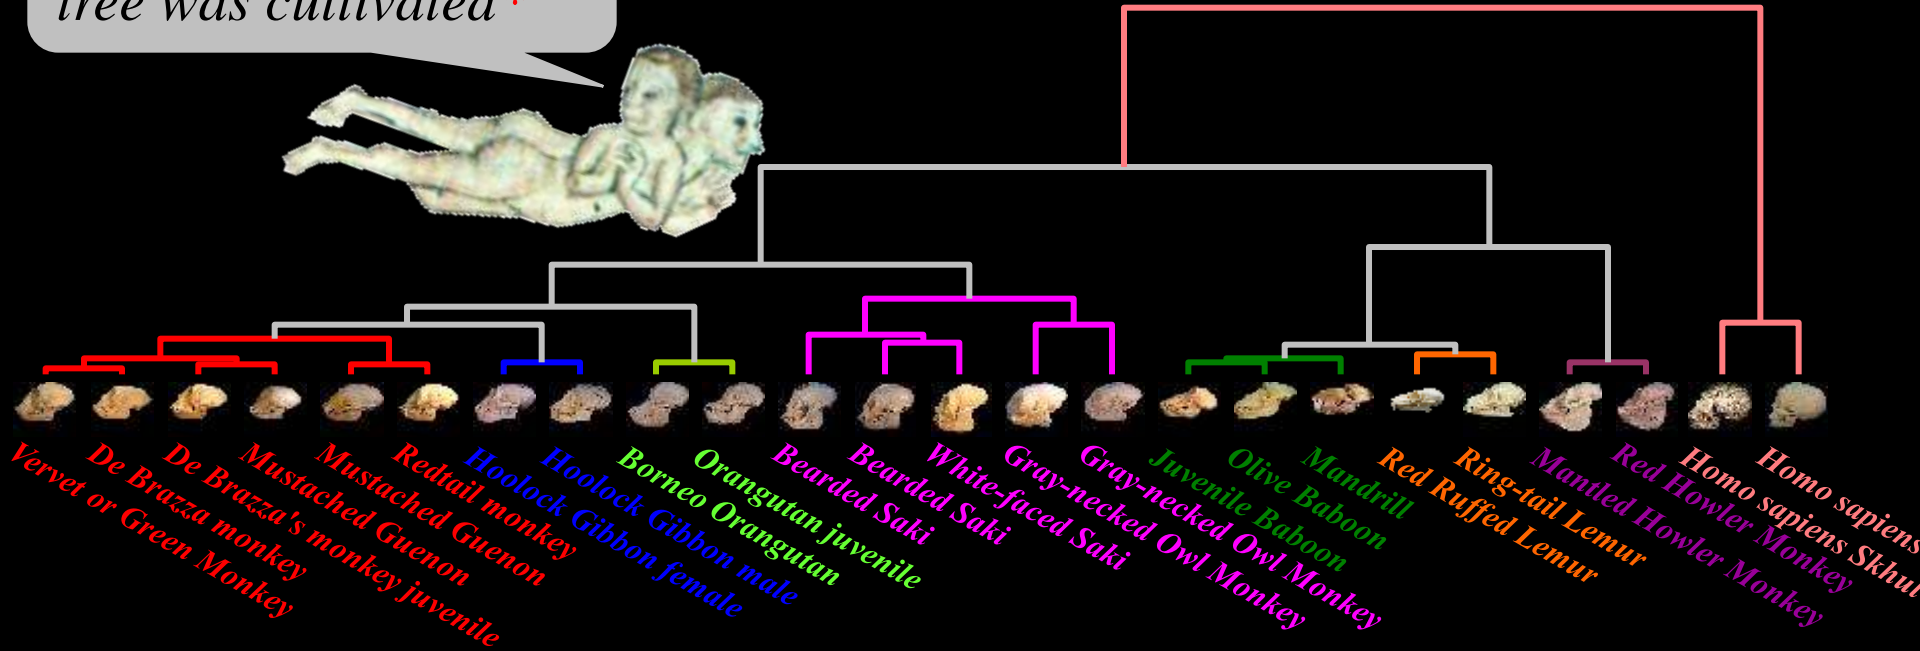 tree was cultivated
Vervet or Green Monkey
De Brazza monkey
De Brazza's monkey juvenile
Mustached Guenon
Mustached Guenon
Redtail monkey
Hoolock Gibbon female
Hoolock Gibbon male
Borneo Orangutan
Orangutan juvenile
Bearded Saki
Bearded Saki
White-faced Saki
Gray-necked Owl Monkey
Gray-necked Owl Monkey
Juvenile Baboon
Olive Baboon
Mandrill
Red Ruffed Lemur
Ring-tail Lemur
Mantled Howler Monkey
Red Howler Monkey
Homo sapiens Skhul
Homo sapiens